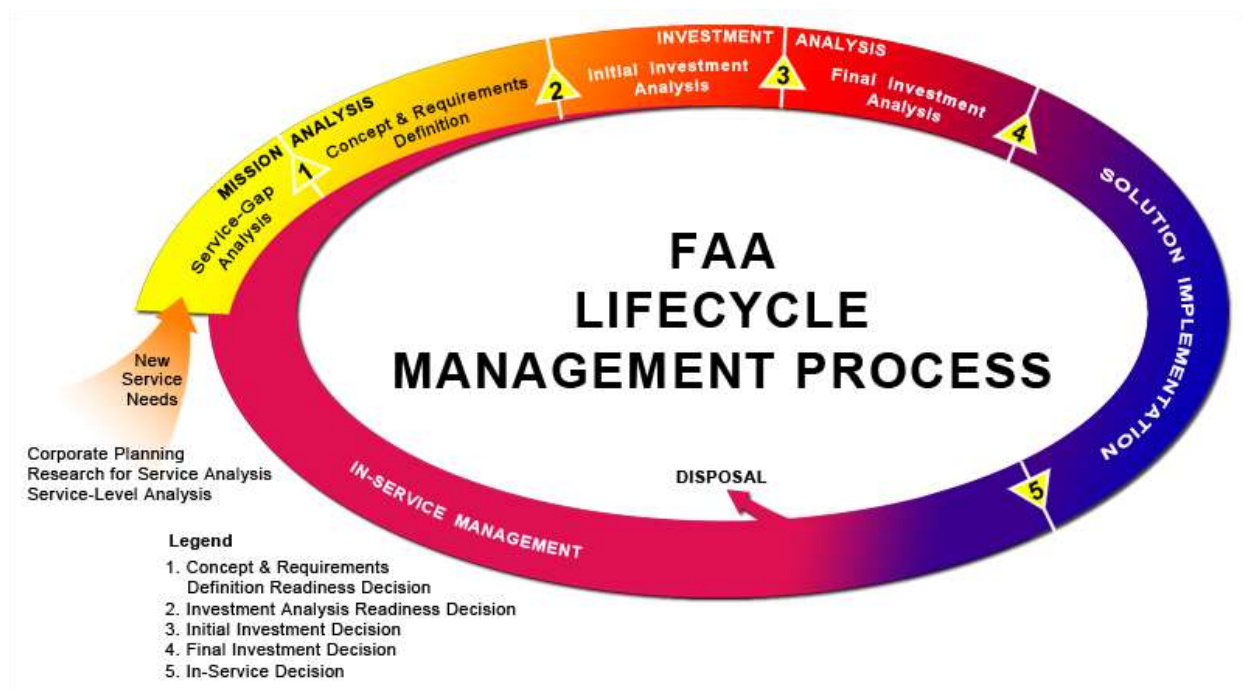 INVESTMENT ANALYSIS
Initial Investment
Analysis
Final Investment
Analysis
MISSION ANALYSIS
Concept & Requirements
Definition
Service-Gap
Analysis
1
2
3
4
5
SOLUTION IMPLEMENTATION
FAA
LIFECYCLE
MANAGEMENT PROCESS
New
Service
Needs
Corporate Planning
Research for Service Analysis
Service-Level Analysis
DISPOSAL
IN-SERVICE MANAGEMENT
Legend
1. Concept & Requirements
Definition Readiness Decision
2. Investment Analysis Readiness Decision
3. Initial Investment Decision
4. Final Investment Decision
5. In-Service Decision